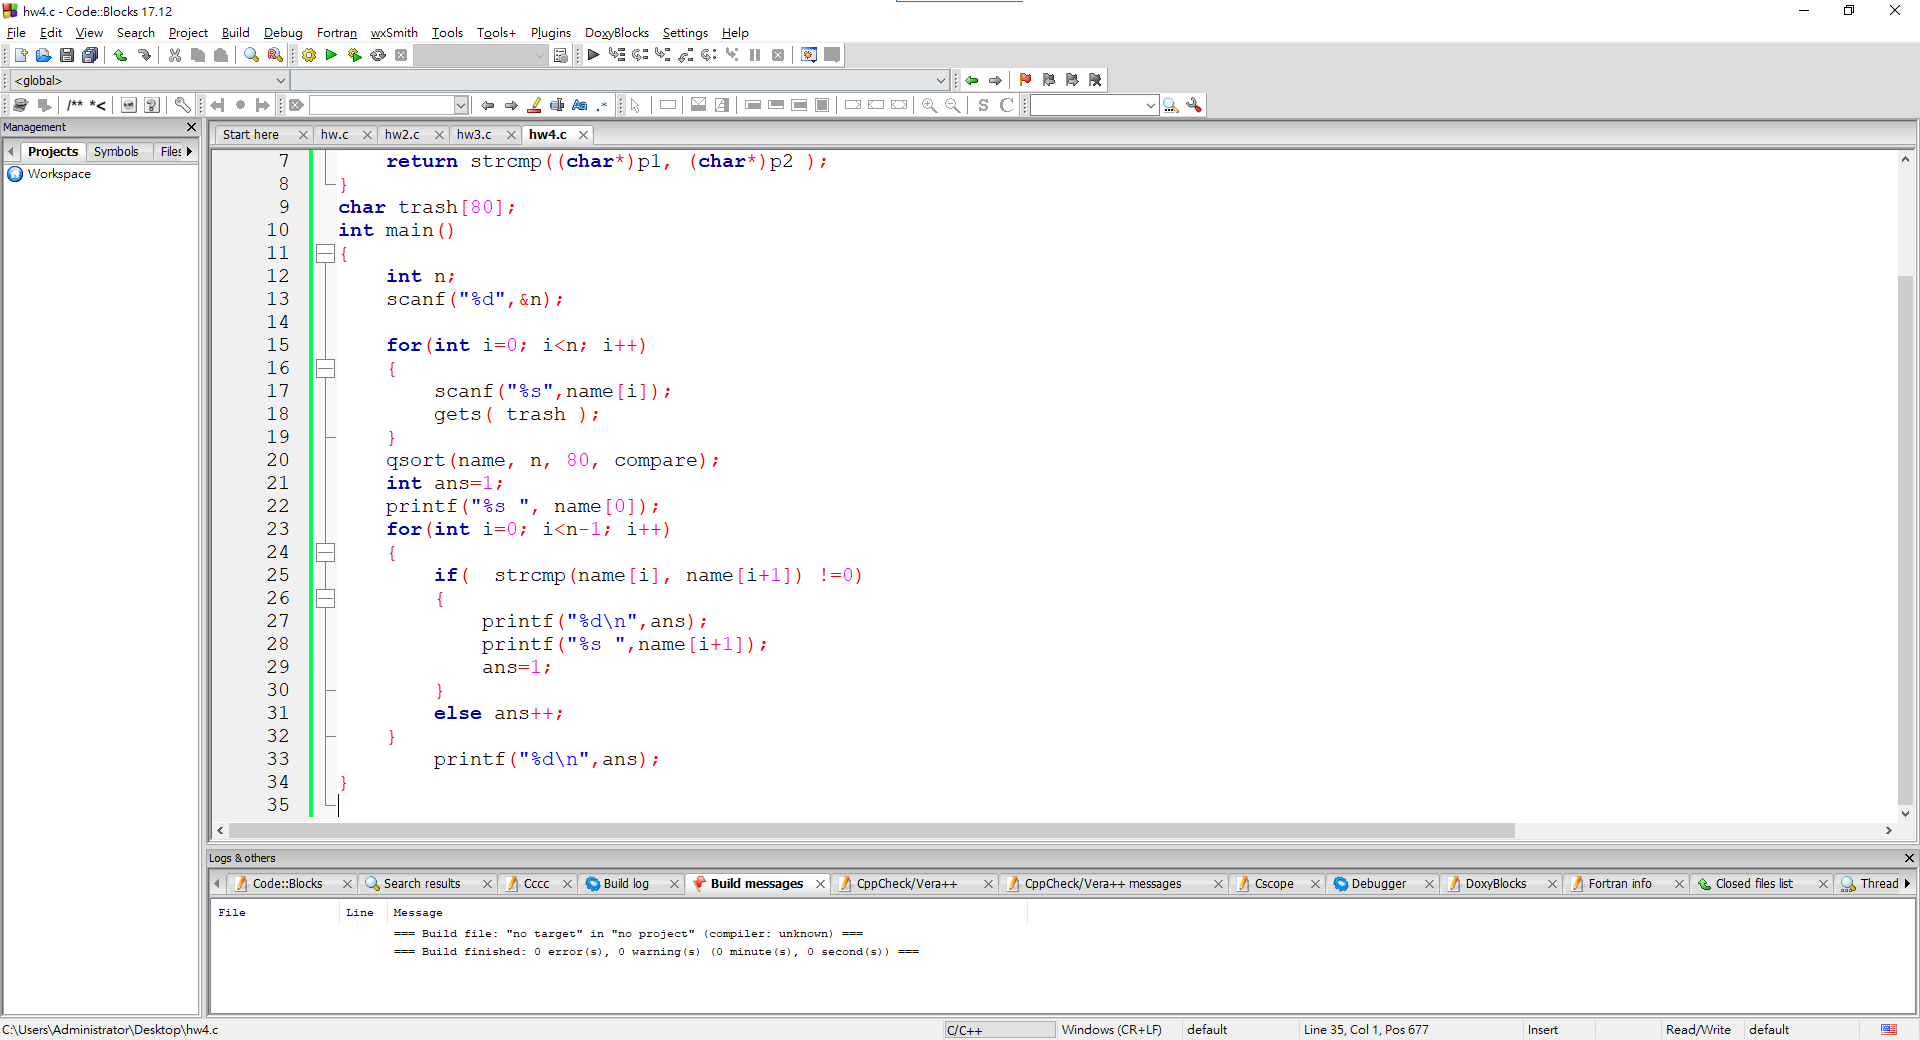 hw4.c - Code::Blocks 17.12
File Edit View Search Project Build Debug Fortran wxSmith Tools Tools+ Plugins DoxyBlocks Settings Help
<global>
/** *<
Aa .*
S C
Management
Projects Symbols Files
Workspace
Start here hw.c hw2.c hw3.c hw4.c
7     return strcmp((char*)p1, (char*)p2 );
8 }
9 char trash[80];
10 int main()
11 {
12     int n;
13     scanf("%d",&n);
14
15     for(int i=0; i<n; i++)
16     {
17         scanf("%s",name[i]);
18         gets( trash );
19     }
20     qsort(name, n, 80, compare);
21     int ans=1;
22     printf("%s ", name[0]);
23     for(int i=0; i<n-1; i++)
24     {
25         if(  strcmp(name[i], name[i+1]) !=0)
26         {
27             printf("%d\n",ans);
28             printf("%s ",name[i+1]);
29             ans=1;
30         }
31         else ans++;
32     }
33         printf("%d\n",ans);
34 }
35
Logs & others
Code::Blocks Search results Cccc Build log Build messages CppCheck/Vera++ CppCheck/Vera++ messages Cscope Debugger DoxyBlocks Fortran info Closed files list Thread
File Line Message
=== Build file: "no target" in "no project" (compiler: unknown) ===
=== Build finished: 0 error(s), 0 warning(s) (0 minute(s), 0 second(s)) ===
C:\Users\Administrator\Desktop\hw4.c C/C++ Windows (CR+LF) default Line 35, Col 1, Pos 677 Insert Read/Write default